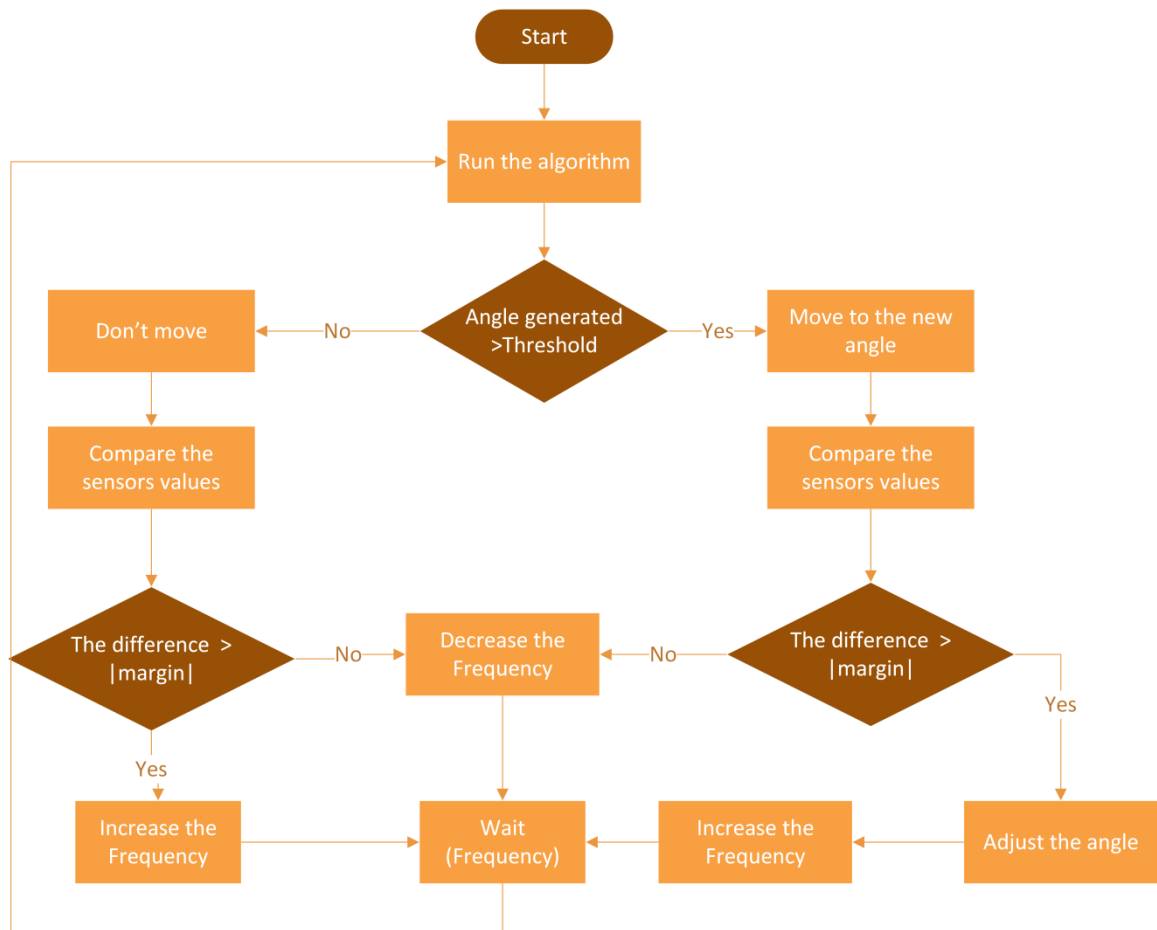 Start
Run the algorithm
Angle generated
>Threshold
No
Yes
Don't move
Move to the new
angle
Compare the
sensors values
Compare the
sensors values
The difference >
|margin|
No
Decrease the
Frequency
No
The difference >
|margin|
Yes
Yes
Increase the
Frequency
Wait
(Frequency)
Increase the
Frequency
Adjust the angle